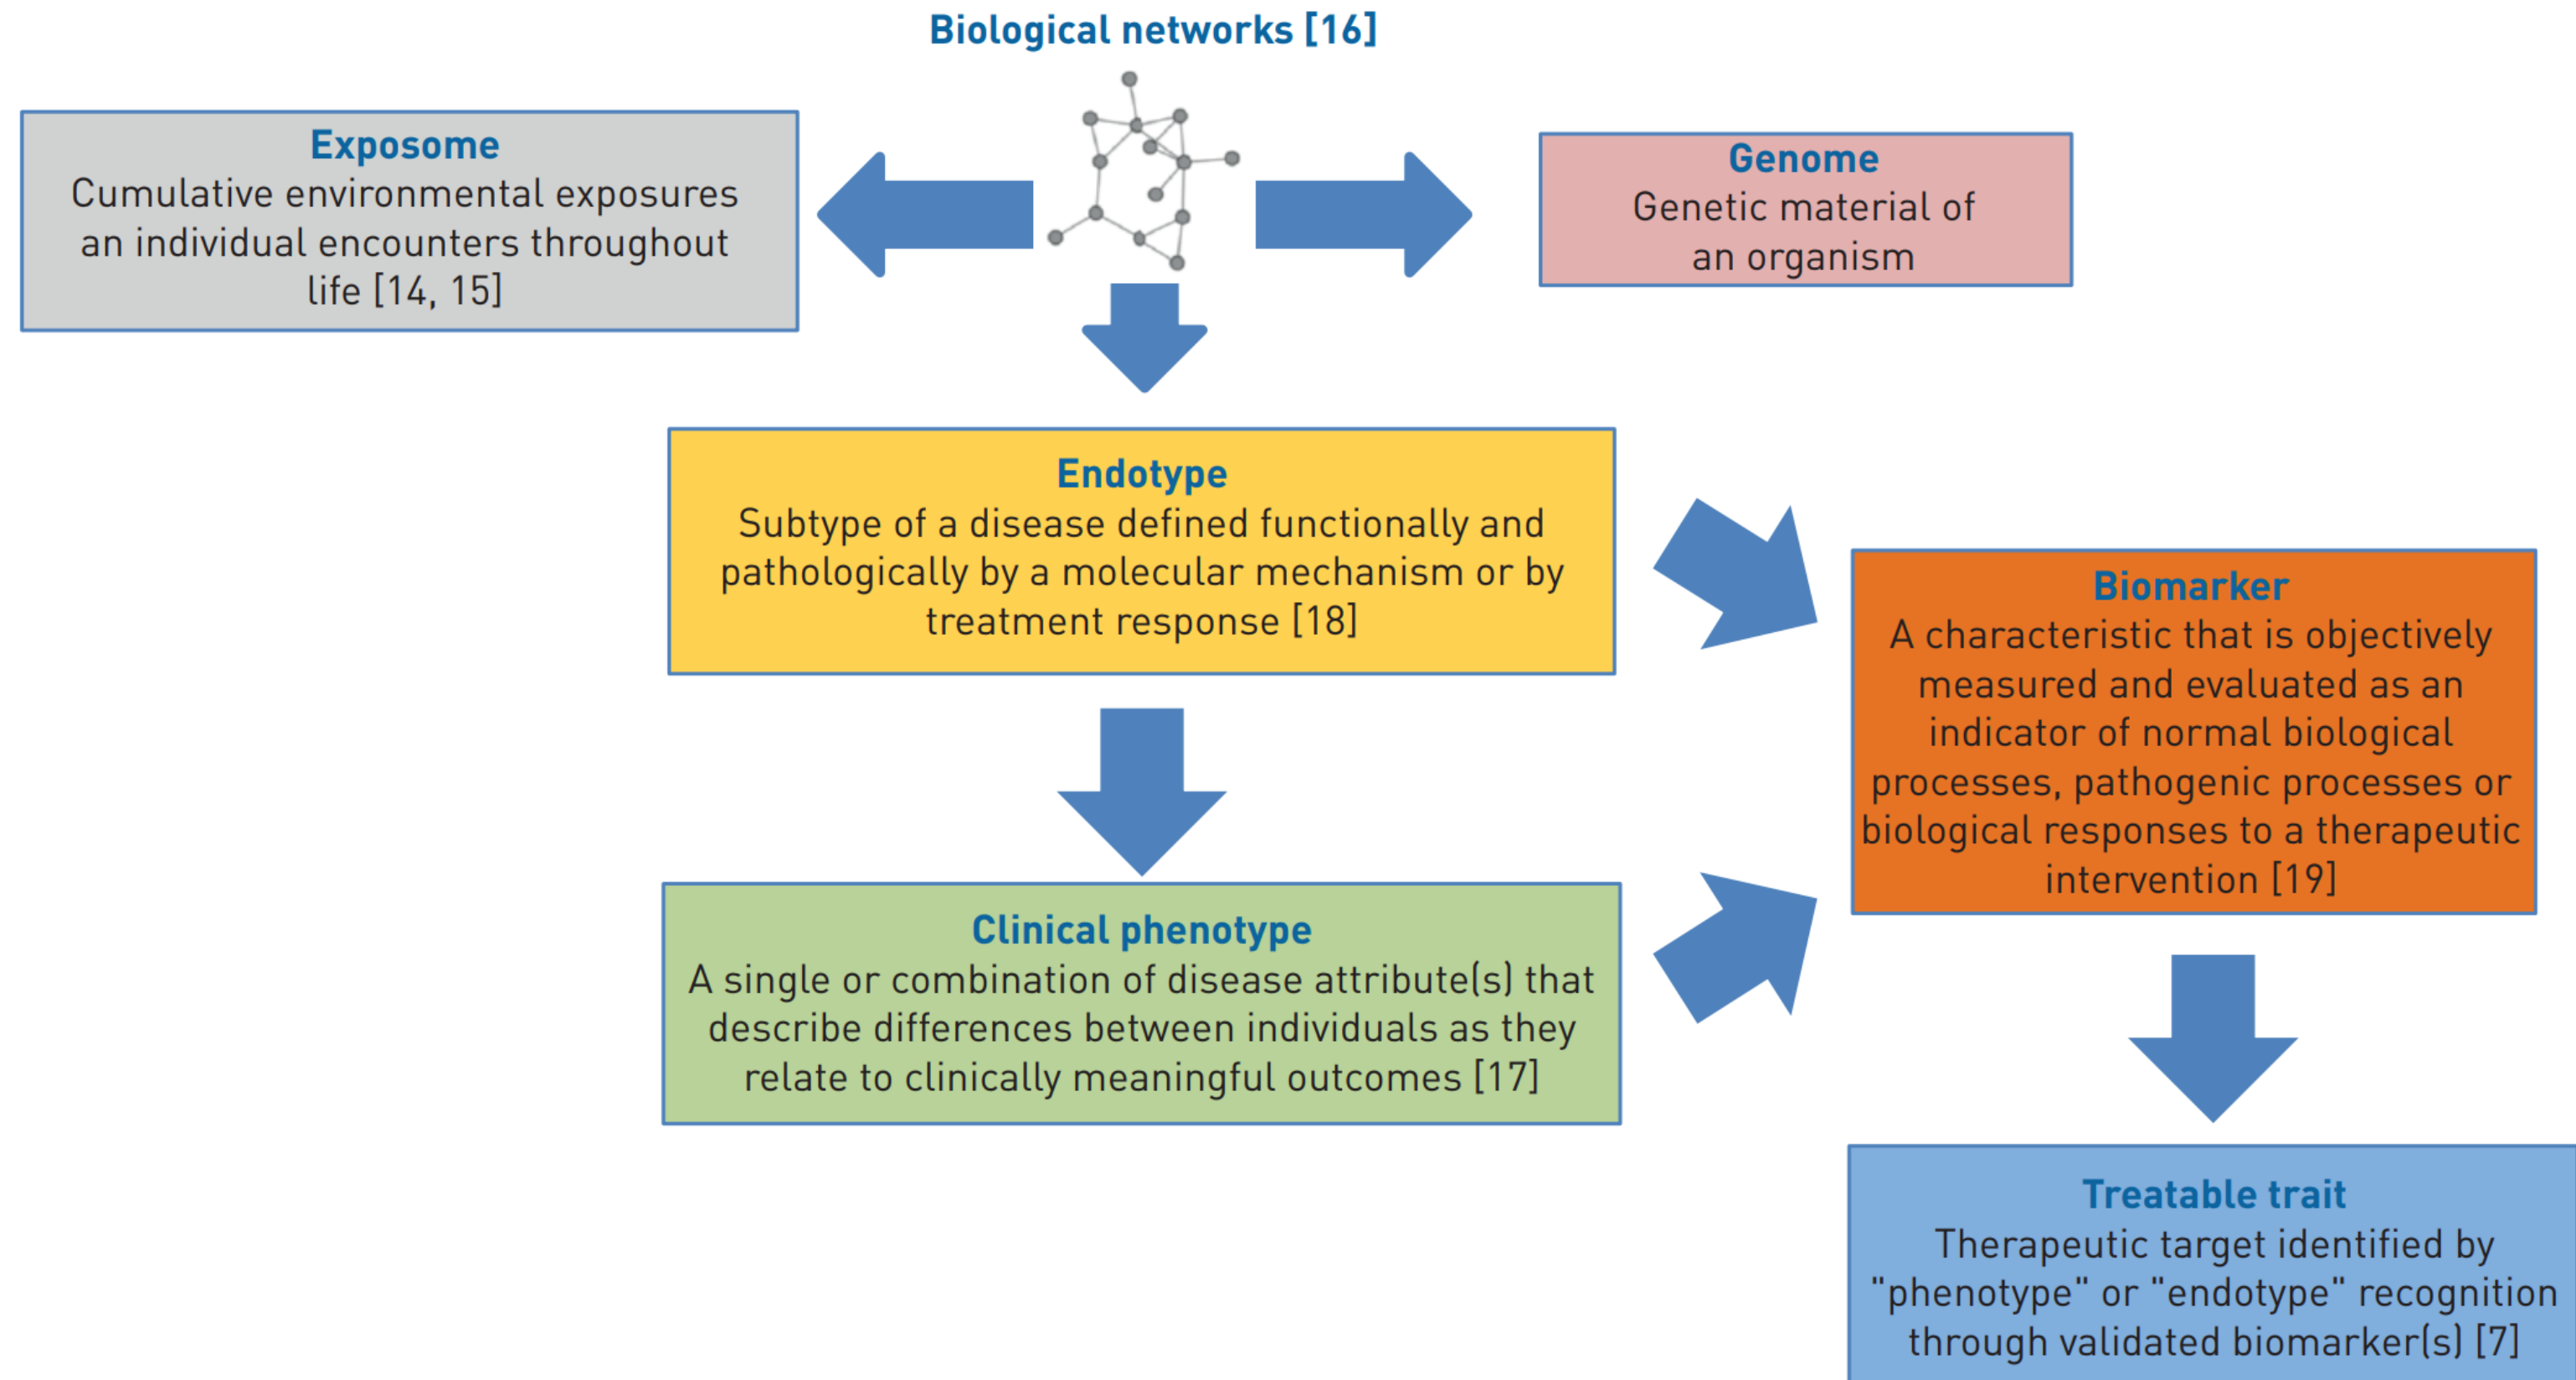 Biological networks [16]
Exposome
Cumulative environmental exposures
an individual encounters throughout
life [14, 15]
Genome
Genetic material of
an organism
Endotype
Subtype of a disease defined functionally and
pathologically by a molecular mechanism or by
treatment response [18]
Biomarker
A characteristic that is objectively
measured and evaluated as an
indicator of normal biological
processes, pathogenic processes or
biological responses to a therapeutic
intervention [19]
Clinical phenotype
A single or combination of disease attribute(s) that
describe differences between individuals as they
relate to clinically meaningful outcomes [17]
Treatable trait
Therapeutic target identified by
"phenotype" or "endotype" recognition
through validated biomarker(s) [7]